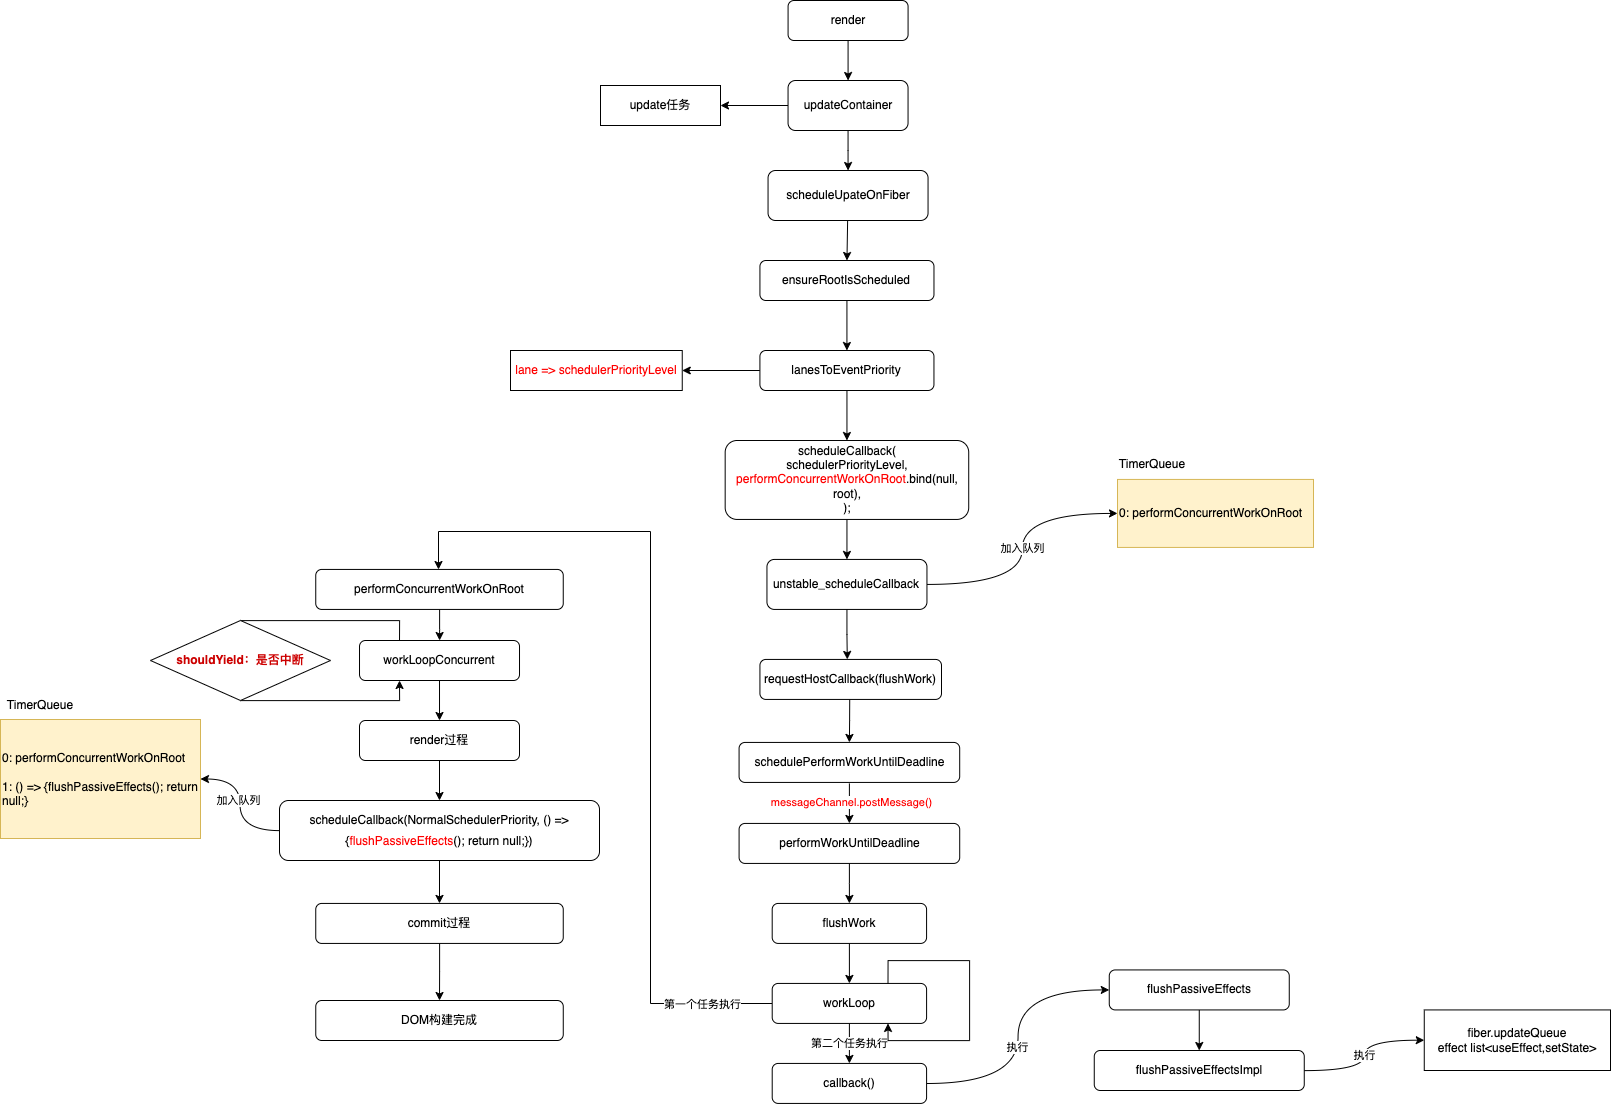 render
updateContainer
update任务
scheduleUpateOnFiber
ensureRootIsScheduled
lanesToEventPriority
lane => schedulerPriorityLevel
scheduleCallback(
schedulerPriorityLevel,
performConcurrentWorkOnRoot.bind(null,
root),
);
TimerQueue
0: performConcurrentWorkOnRoot
加入队列
unstable_scheduleCallback
requestHostCallback(flushWork)
schedulePerformWorkUntilDeadline
messageChannel.postMessage()
performWorkUntilDeadline
flushWork
workLoop
第一个任务执行
第二个任务执行
callback()
performConcurrentWorkOnRoot
workLoopConcurrent
shouldYield：是否中断
render过程
TimerQueue
0: performConcurrentWorkOnRoot
1: () => {flushPassiveEffects(); return
null;}
加入队列
scheduleCallback(NormalSchedulerPriority, () =>
{flushPassiveEffects(); return null;})
commit过程
DOM构建完成
执行
flushPassiveEffects
flushPassiveEffectsImpl
执行
fiber.updateQueue
effect list<useEffect,setState>